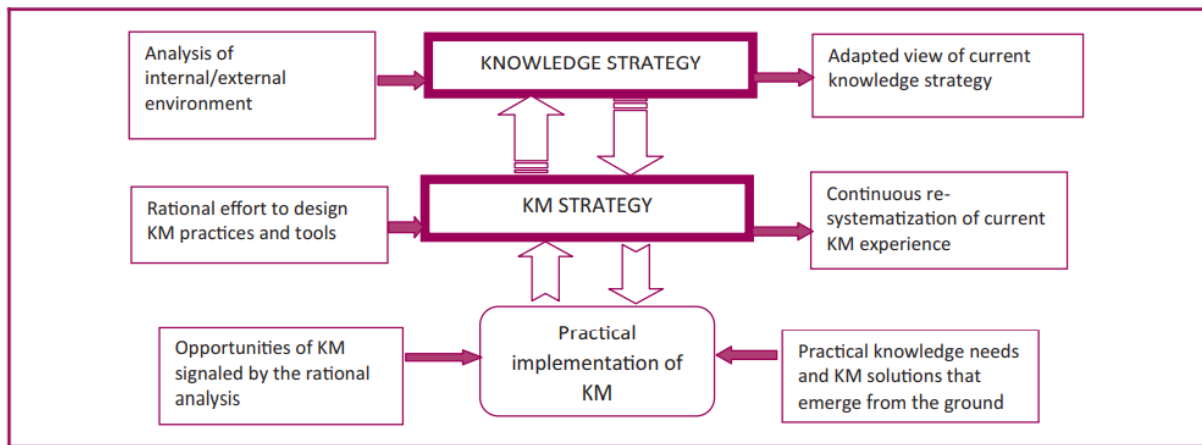 Analysis of
internal/external
environment
KNOWLEDGE STRATEGY
Adapted view of current
knowledge strategy
Rational effort to design
KM practices and tools
KM STRATEGY
Continuous re-
systematization of current
KM experience
Opportunities of KM
signaled by the rational
analysis
Practical
implementation of
KM
Practical knowledge needs
and KM solutions that
emerge from the ground